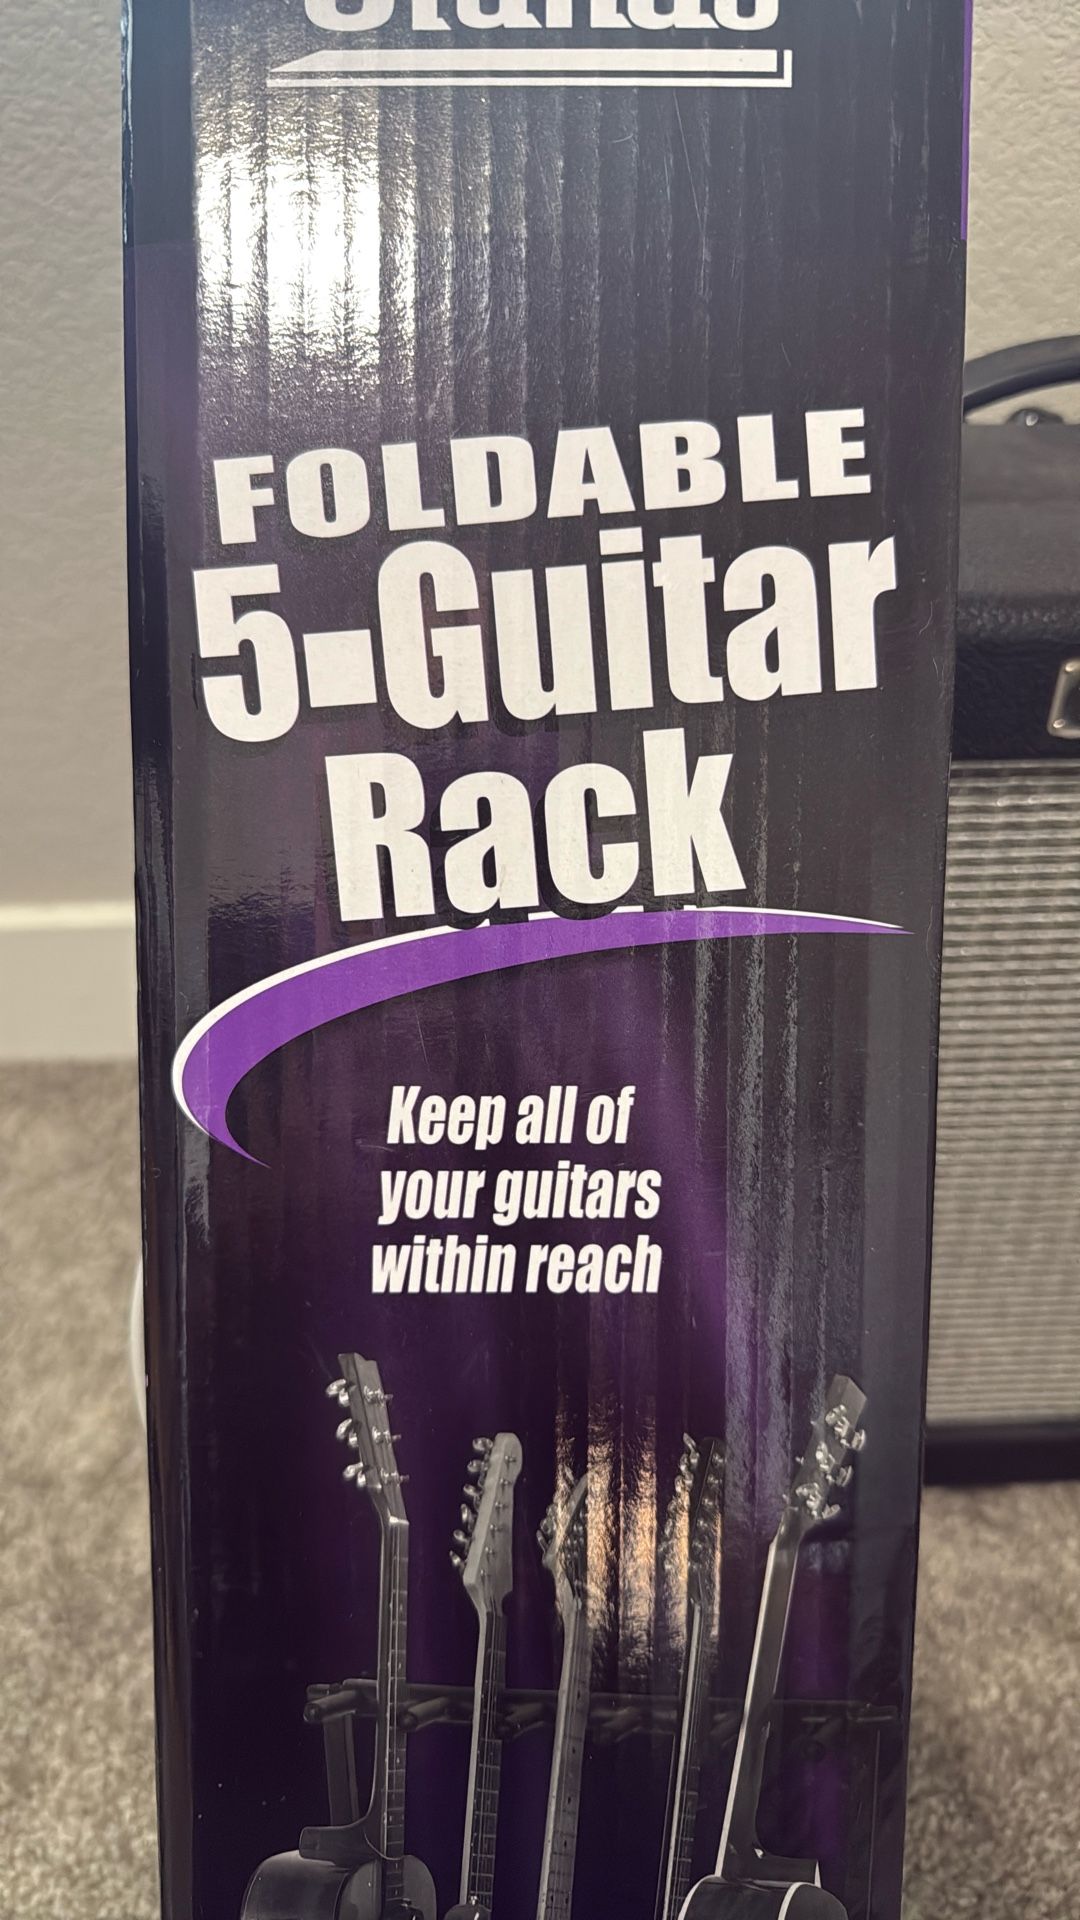 FOLDABLE
5-Guitar
Rack
Keep all of
your guitars
within reach